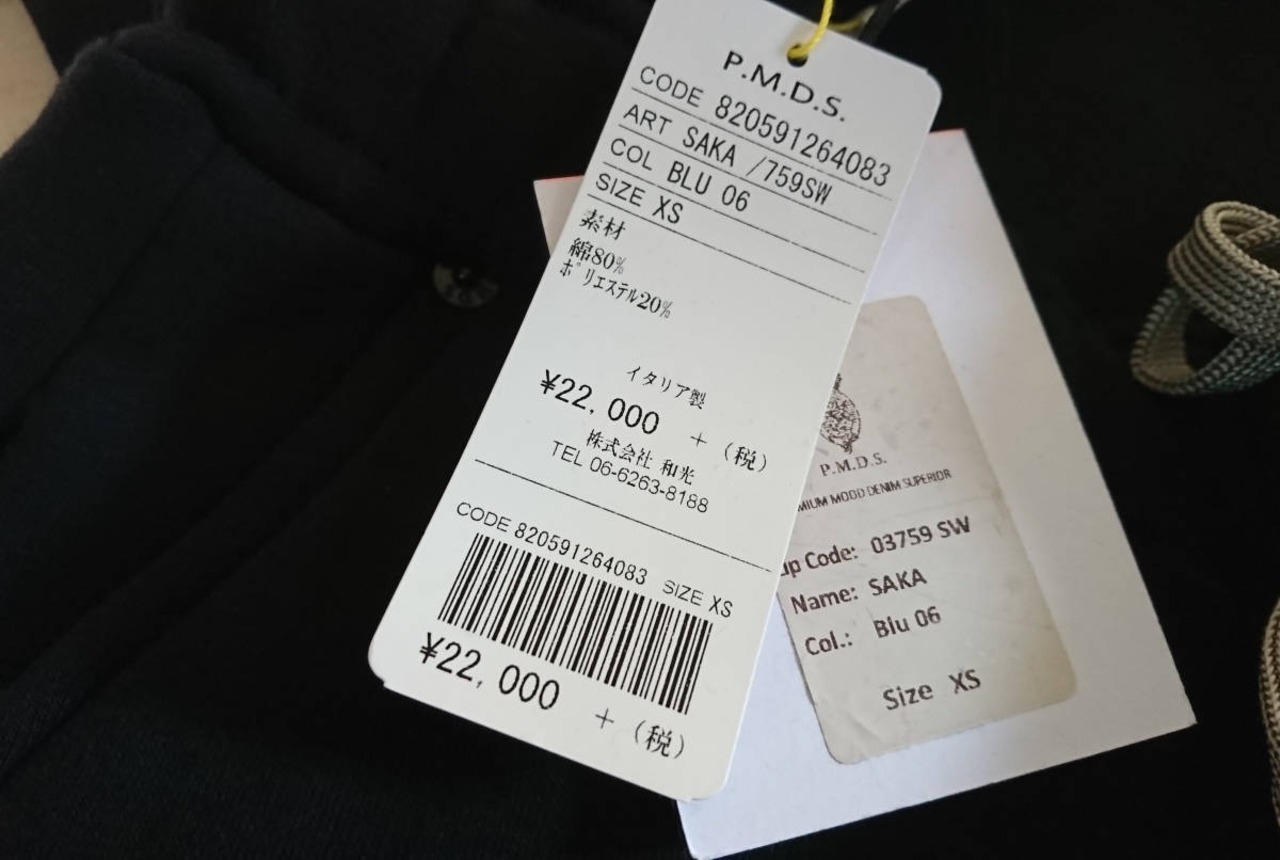 P.M.D.S.
CODE 820591264083
ART SAKA /759SW
COL BLU 06
SIZE XS
素材
綿80%
ポリエステル20%
イタリア製
¥22,000 +(税)
株式会社 和光
TEL 06-6263-8188
CODE 820591264083 SIZE XS
¥22,000 +(税)
P.M.D.S.
MIUM MOOD DENIM SUPERIOR
up Code: 03759 SW
Name: SAKA
Col.: Blu 06
Size XS